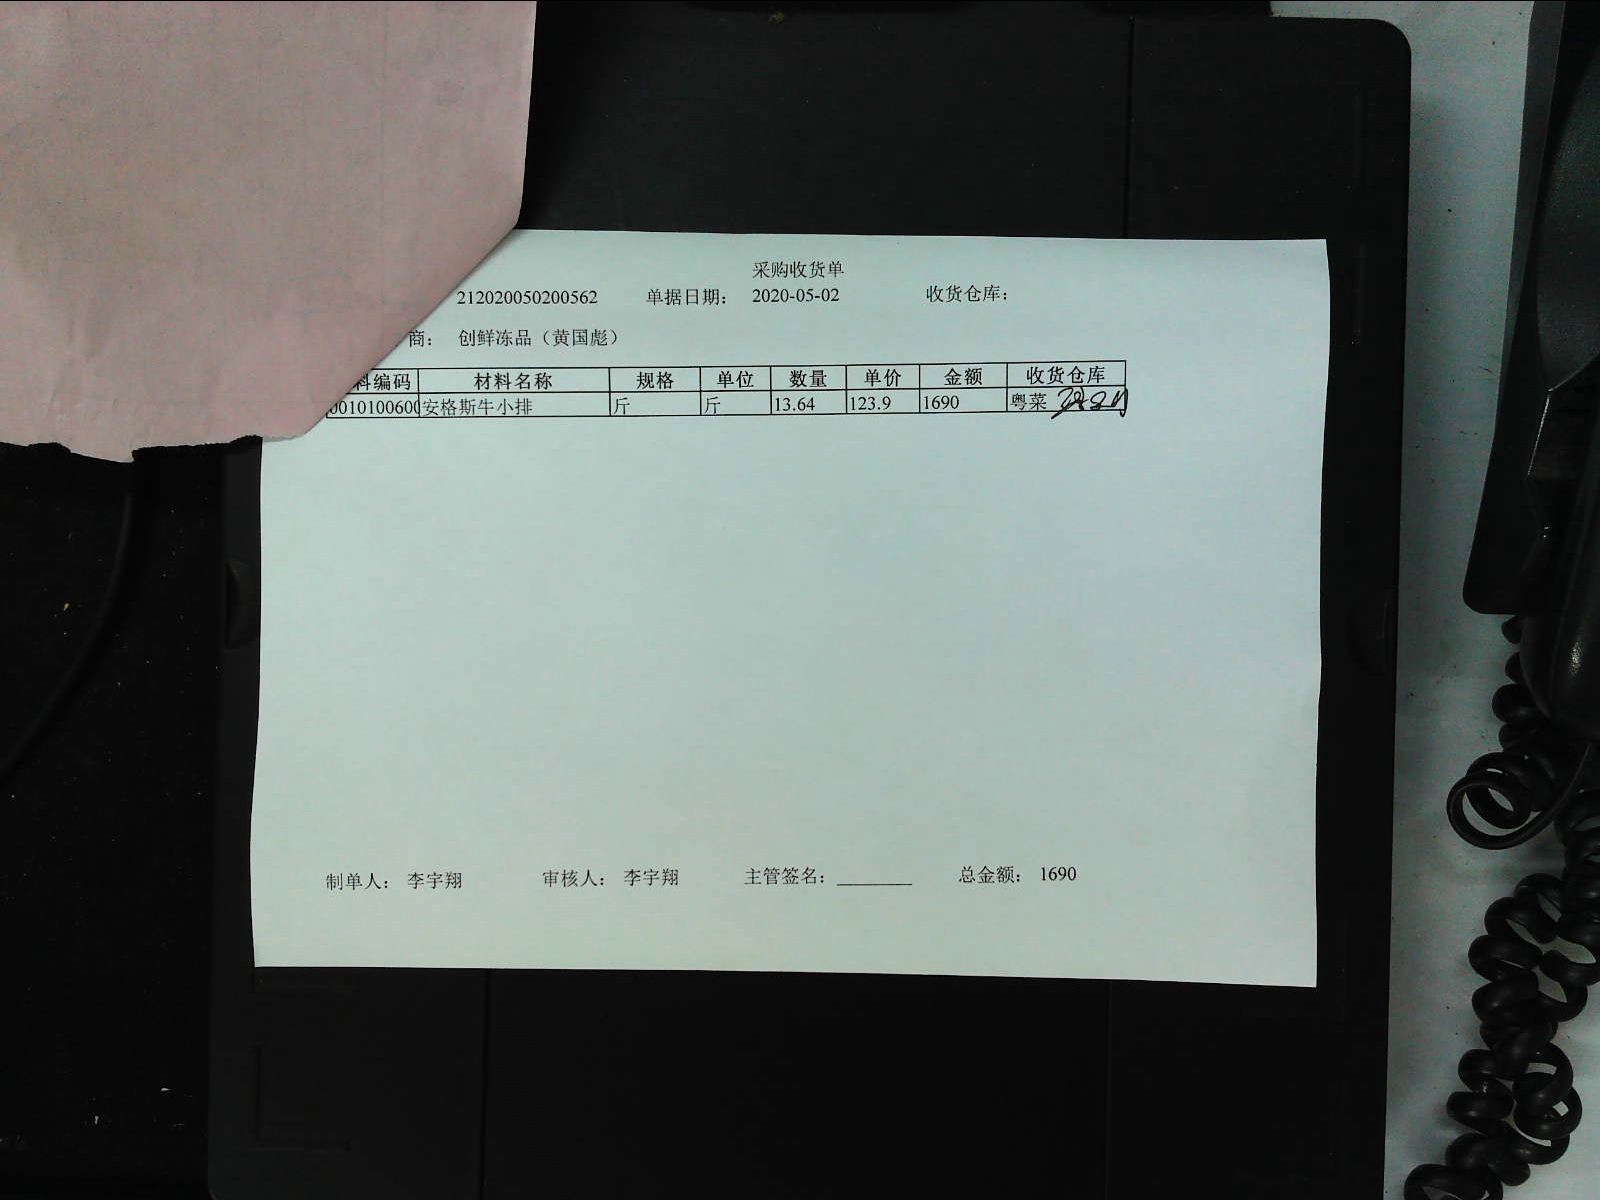 采购收货单
212020050200562 单据日期： 2020-05-02 收货仓库：
商： 创鲜冻品（黄国彪）
料编码 材料名称 规格 单位 数量 单价 金额 收货仓库
0010100600 安格斯牛小排 斤 斤 13.64 123.9 1690 粤菜
制单人： 李宇翔 审核人： 李宇翔 主管签名：________ 总金额： 1690